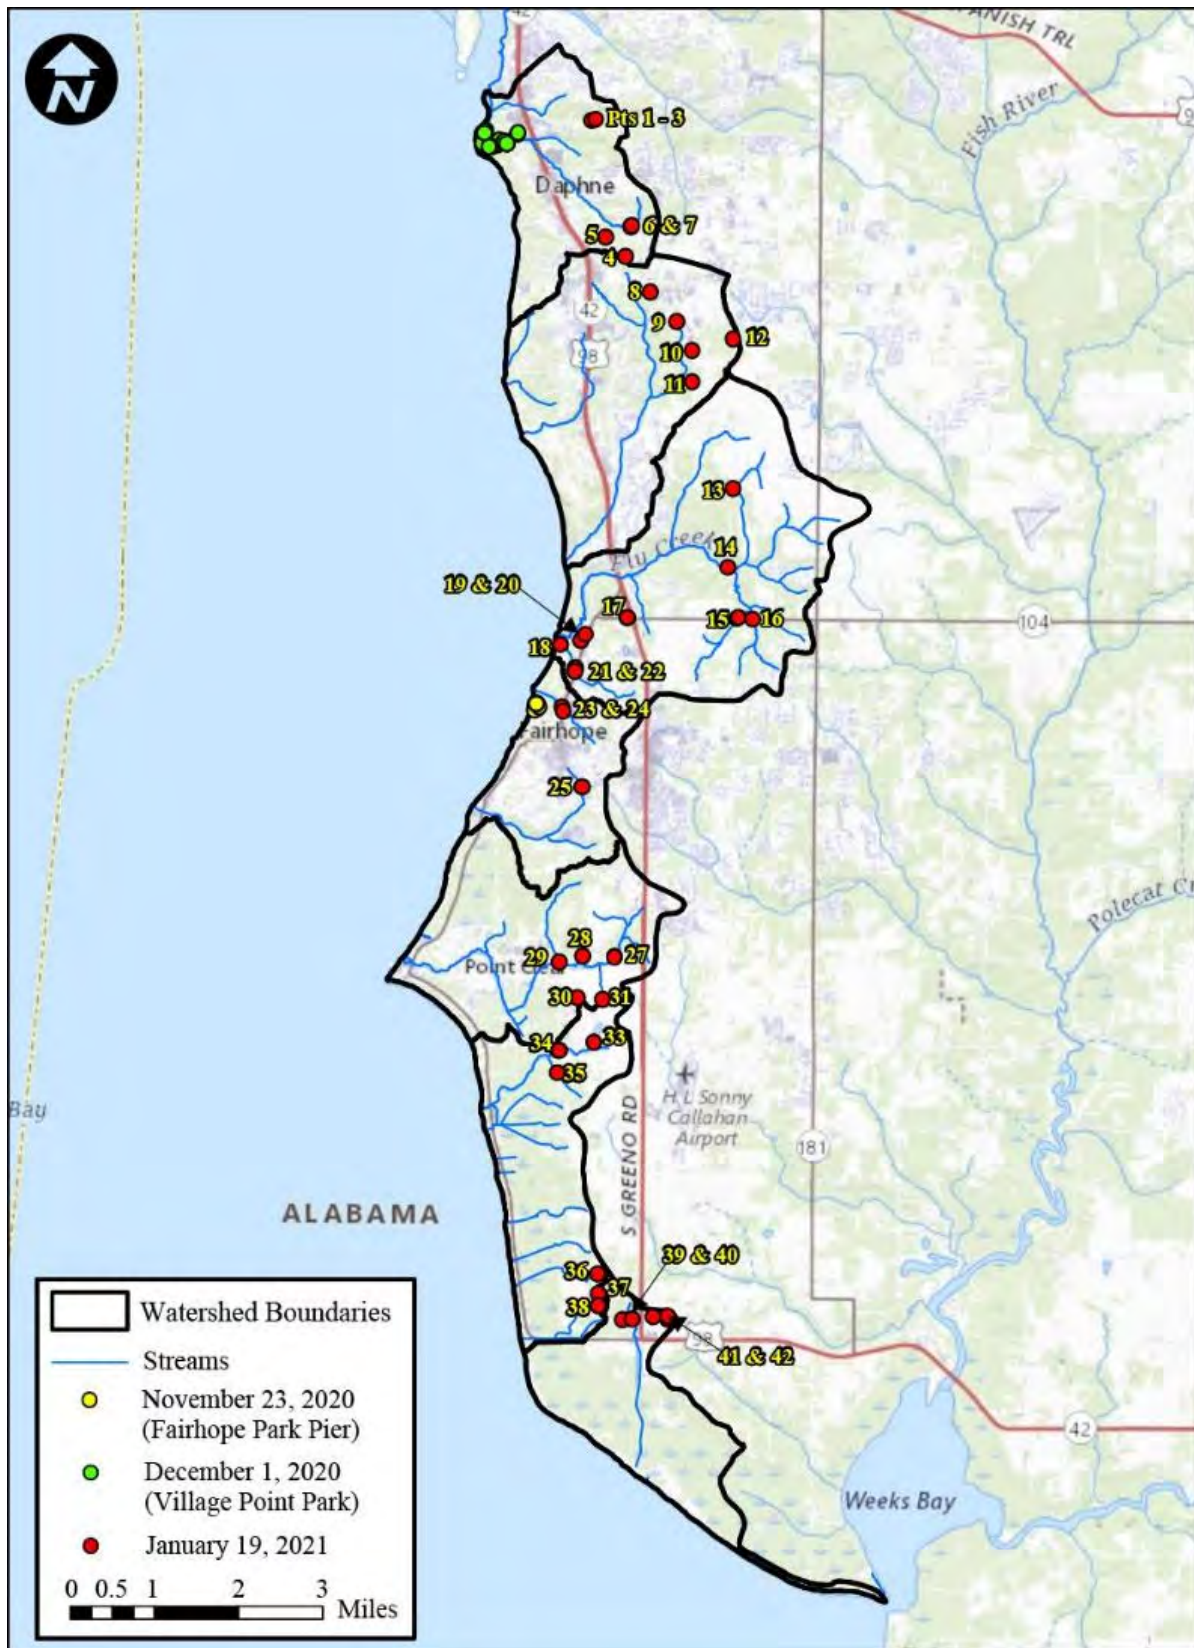 N
42
ANISH TRL
Fish River
9
Pts 1 - 3
Daphne
6 & 7
5
4
8
42
9
12
98
10
11
13
Fly Creek
14
19 & 20
17
15
16
104
18
21 & 22
23 & 24
Fairhope
25
Polecat Cr
28
29
27
Point Clear
30
31
33
34
35
H L Sonny
Callahan
Airport
Bay
181
S GREENO RD
ALABAMA
39 & 40
36
37
38
98
41 & 42
Watershed Boundaries
Streams
November 23, 2020
(Fairhope Park Pier)
42
December 1, 2020
(Village Point Park)
Weeks Bay
January 19, 2021
0 0.5 1 2 3
Miles